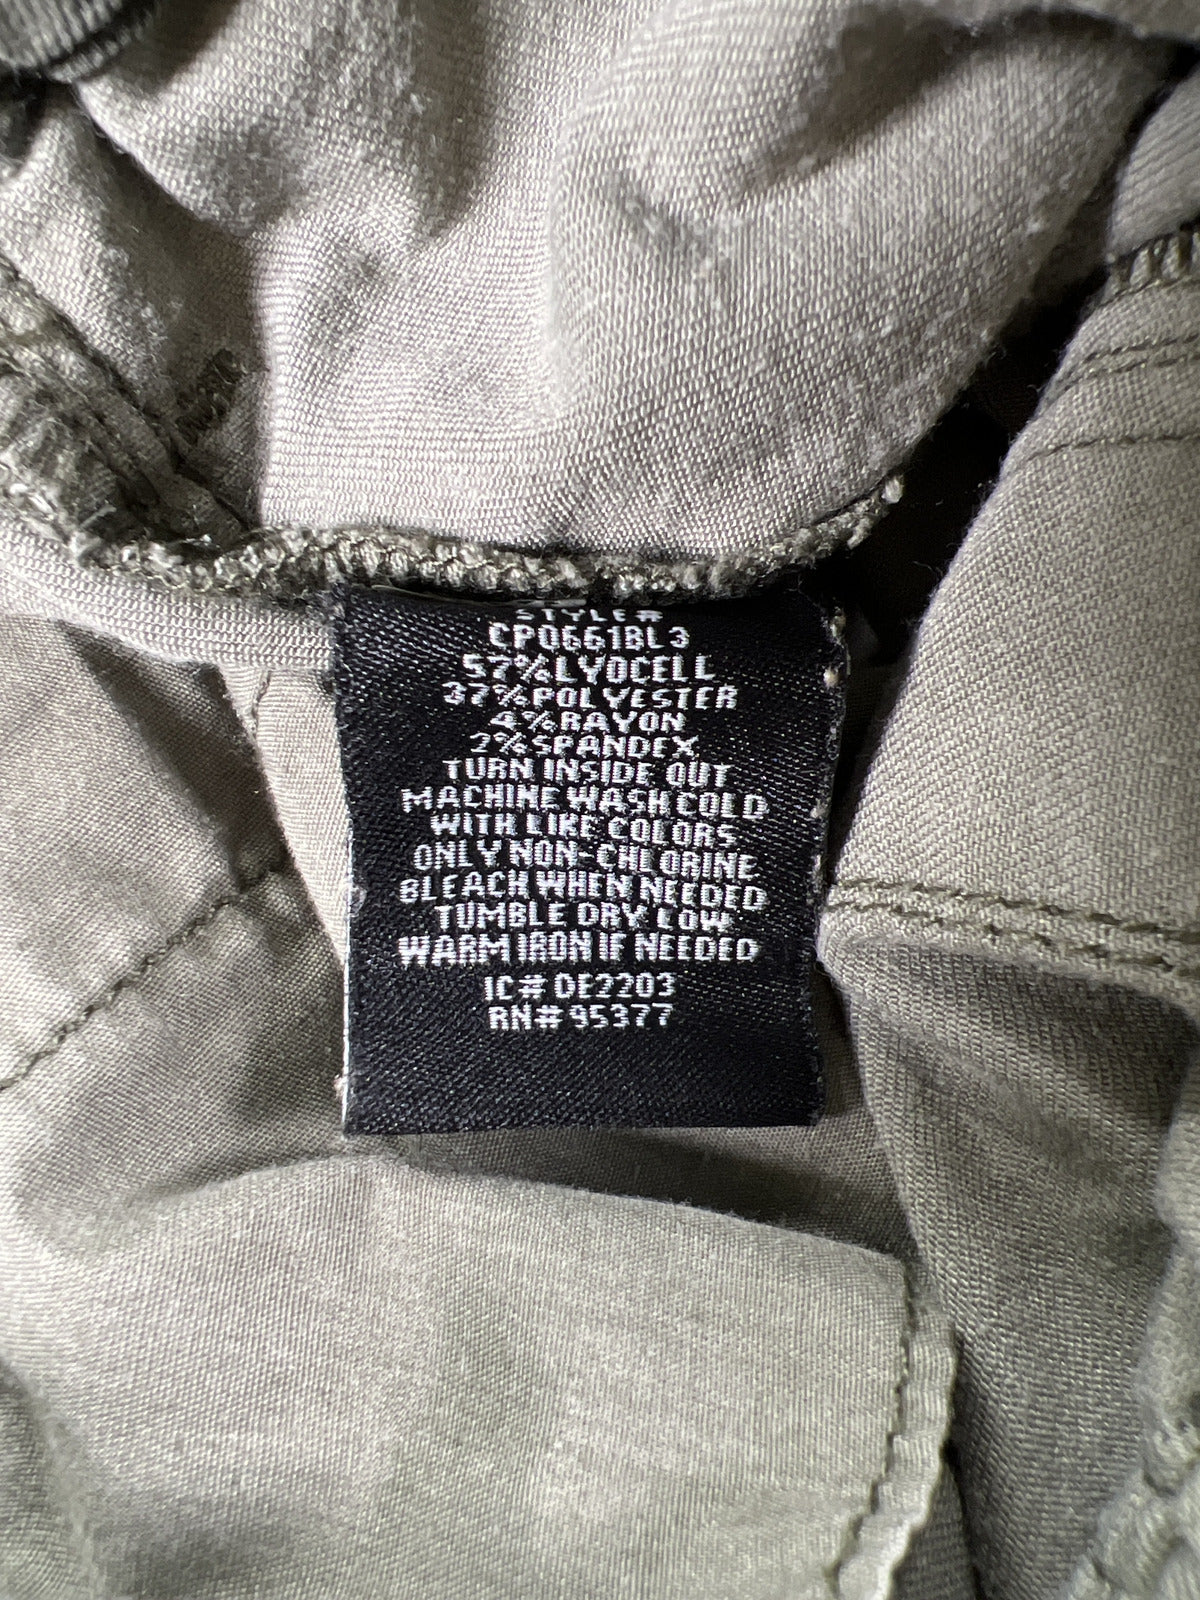 STYLE#
CP0661BL3
57%LYOCELL
37%POLYESTER
4%RAYON
2%SPANDEX
TURN INSIDE OUT
MACHINE WASH COLD
WITH LIKE COLORS
ONLY NON-CHLORINE
BLEACH WHEN NEEDED
TUMBLE DRY LOW
WARM IRON IF NEEDED
IC# DE2203
RN# 95377